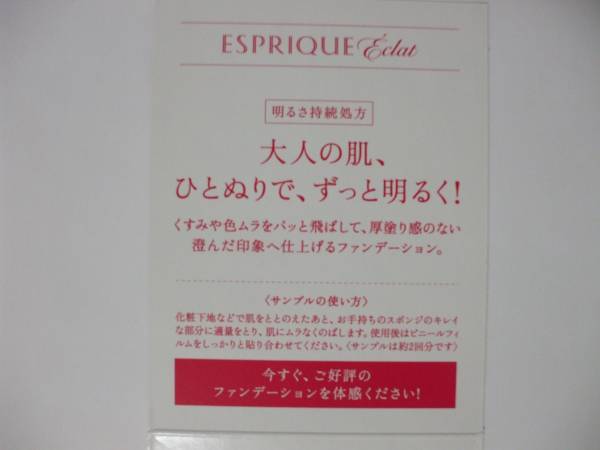 ESPRIQUE Éclat
明るさ持続処方
大人の肌、
ひとぬりで、ずっと明るく!
くすみや色ムラをパッと飛ばして、厚塗り感のない
澄んだ印象へ仕上げるファンデーション。
〈サンプルの使い方〉
化粧下地などで肌をととのえたあと、お手持ちのスポンジのキレイ
な部分に適量をとり、肌にムラなくのばします。使用後はビニールフィ
ルムをしっかりと貼り合わせてください。〈サンプルは約2回分です〉
今すぐ、ご好評の
ファンデーションを体感ください!